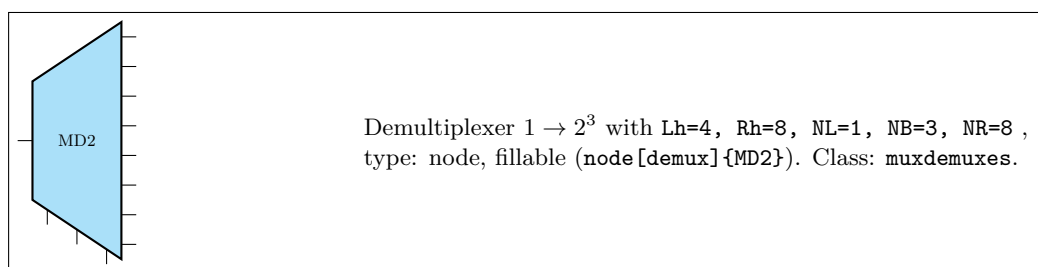 MD2
Demultiplexer 1 → 2³ with Lh=4, Rh=8, NL=1, NB=3, NR=8 ,
type: node, fillable (node[demux]{MD2}). Class: muxdemuxes.